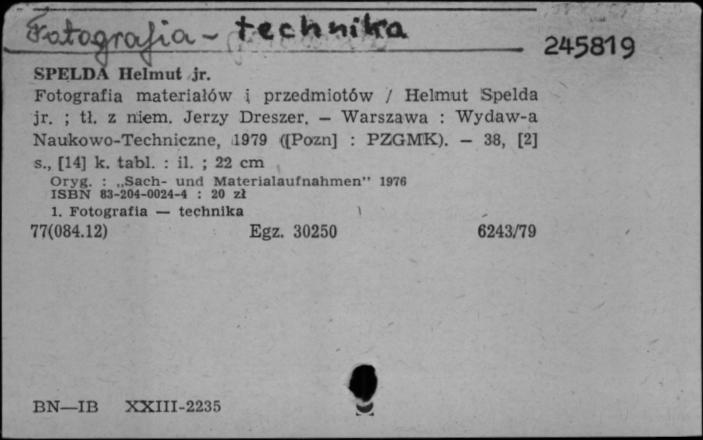 Fotografia - technika
245819
SPELDA Helmut jr.
Fotografia materiałów i przedmiotów / Helmut Spelda
jr. ; tł. z niem. Jerzy Dreszer. — Warszawa : Wydaw-a
Naukowo-Techniczne, 1979 ([Pozn] : PZGMK). — 38, [2]
s., [14] k. tabl. : il. ; 22 cm
Oryg. : „Sach- und Materialaufnahmen” 1976
ISBN 83-204-0024-4 : 20 zł
1. Fotografia — technika
77(084.12) Egz. 30250 6243/79
BN—IB XXIII-2235